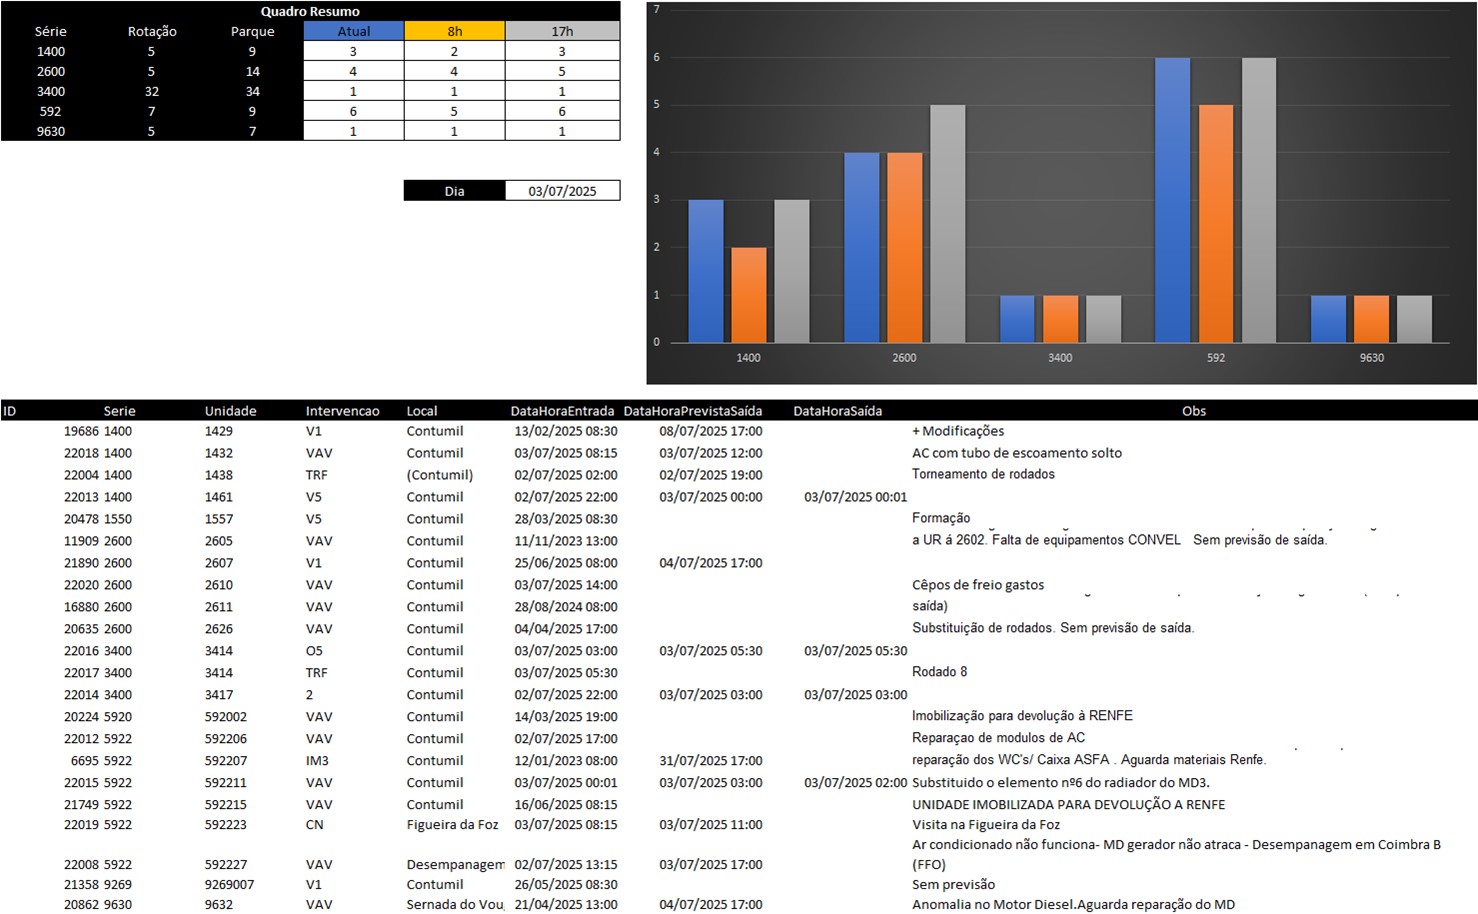 Quadro Resumo
Série Rotação Parque Atual 8h 17h
1400 5 9 3 2 3
2600 5 14 4 4 5
3400 32 34 1 1 1
592 7 9 6 5 6
9630 5 7 1 1 1
Dia 03/07/2025
7
6
5
4
3
2
1
0
1400 2600 3400 592 9630
ID Serie Unidade Intervencao Local DataHoraEntrada DataHoraPrevistaSaída DataHoraSaída Obs
19686 1400 1429 V1 Contumil 13/02/2025 08:30 08/07/2025 17:00 + Modificações
22018 1400 1432 VAV Contumil 03/07/2025 08:15 03/07/2025 12:00 AC com tubo de escoamento solto
22004 1400 1438 TRF (Contumil) 02/07/2025 02:00 02/07/2025 19:00 Torneamento de rodados
22013 1400 1461 V5 Contumil 02/07/2025 22:00 03/07/2025 00:00 03/07/2025 00:01
20478 1550 1557 V5 Contumil 28/03/2025 08:30 Formação
11909 2600 2605 VAV Contumil 11/11/2023 13:00 a UR á 2602. Falta de equipamentos CONVEL Sem previsão de saída.
21890 2600 2607 V1 Contumil 25/06/2025 08:00 04/07/2025 17:00
22020 2600 2610 VAV Contumil 03/07/2025 14:00 Cêpos de freio gastos
16880 2600 2611 VAV Contumil 28/08/2024 08:00 saída)
20635 2600 2626 VAV Contumil 04/04/2025 17:00 Substituição de rodados. Sem previsão de saída.
22016 3400 3414 O5 Contumil 03/07/2025 03:00 03/07/2025 05:30 03/07/2025 05:30
22017 3400 3414 TRF Contumil 03/07/2025 05:30 Rodado 8
22014 3400 3417 2 Contumil 02/07/2025 22:00 03/07/2025 03:00 03/07/2025 03:00
20224 5920 592002 VAV Contumil 14/03/2025 19:00 Imobilização para devolução à RENFE
22012 5922 592206 VAV Contumil 02/07/2025 17:00 Reparaçao de modulos de AC
6695 5922 592207 IM3 Contumil 12/01/2023 08:00 31/07/2025 17:00 reparação dos WC's/ Caixa ASFA . Aguarda materiais Renfe.
22015 5922 592211 VAV Contumil 03/07/2025 00:01 03/07/2025 03:00 03/07/2025 02:00 Substituido o elemento nº6 do radiador do MD3.
21749 5922 592215 VAV Contumil 16/06/2025 08:15 UNIDADE IMOBILIZADA PARA DEVOLUÇÃO A RENFE
22019 5922 592223 CN Figueira da Foz 03/07/2025 08:15 03/07/2025 11:00 Visita na Figueira da Foz
Ar condicionado não funciona- MD gerador não atraca - Desempanagem em Coimbra B
22008 5922 592227 VAV Desempanagem 02/07/2025 13:15 03/07/2025 17:00 (FFO)
21358 9269 9269007 V1 Contumil 26/05/2025 08:30 Sem previsão
20862 9630 9632 VAV Sernada do Vou 21/04/2025 13:00 04/07/2025 17:00 Anomalia no Motor Diesel.Aguarda reparação do MD